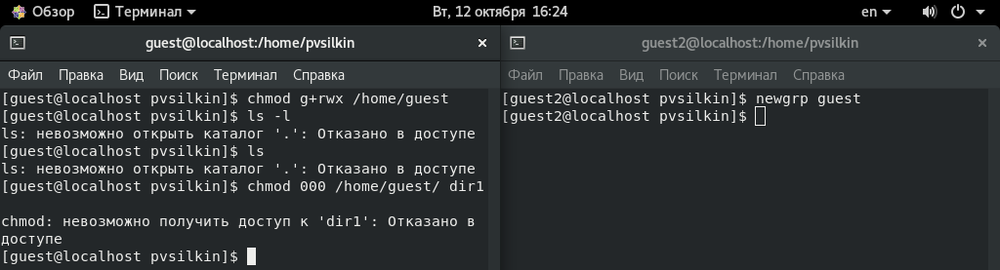 Обзор Терминал Вт, 12 октября 16:24 en
guest@localhost:/home/pvsilkin
Файл Правка Вид Поиск Терминал Справка
[guest@localhost pvsilkin]$ chmod g+rwx /home/guest
[guest@localhost pvsilkin]$ ls -l
ls: невозможно открыть каталог '.': Отказано в доступе
[guest@localhost pvsilkin]$ ls
ls: невозможно открыть каталог '.': Отказано в доступе
[guest@localhost pvsilkin]$ chmod 000 /home/guest/ dir1
chmod: невозможно получить доступ к 'dir1': Отказано в
доступе
[guest@localhost pvsilkin]$
guest2@localhost:/home/pvsilkin
Файл Правка Вид Поиск Терминал Справка
[guest2@localhost pvsilkin]$ newgrp guest
[guest2@localhost pvsilkin]$